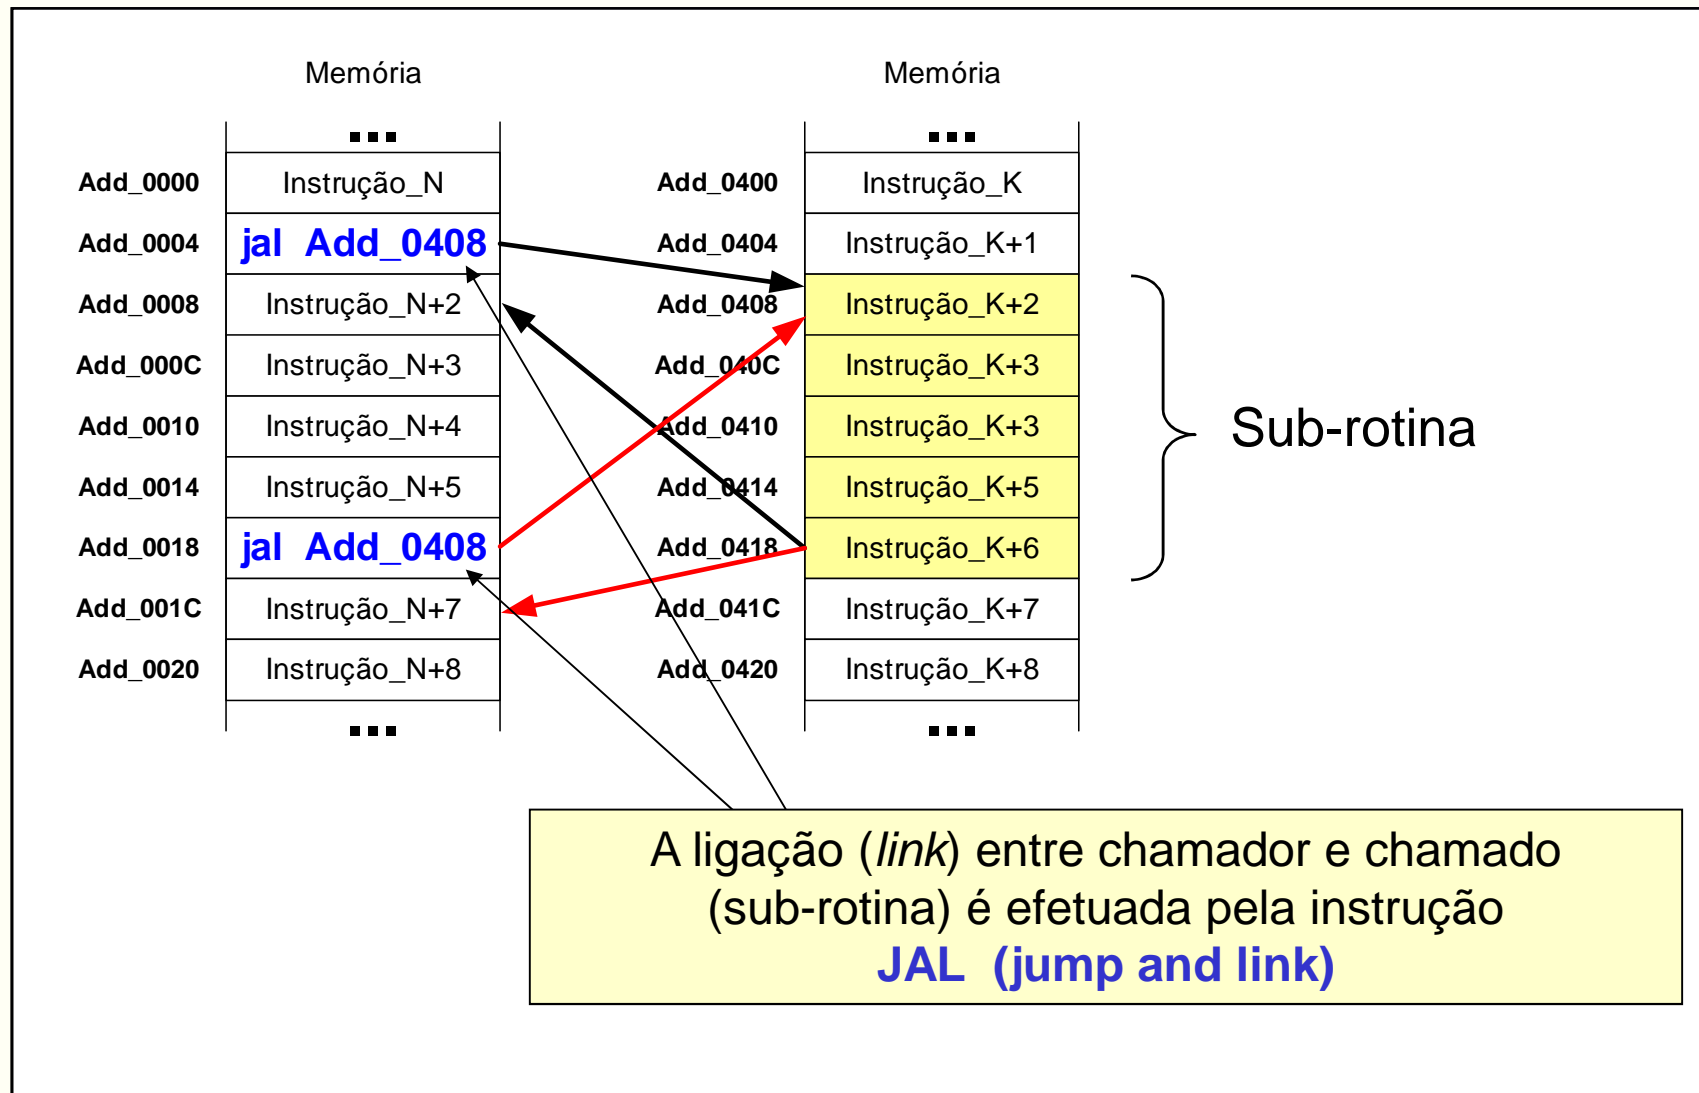 Memória
...
Add_0000 Instrução_N
Add_0004 jal Add_0408
Add_0008 Instrução_N+2
Add_000C Instrução_N+3
Add_0010 Instrução_N+4
Add_0014 Instrução_N+5
Add_0018 jal Add_0408
Add_001C Instrução_N+7
Add_0020 Instrução_N+8
...
Memória
...
Add_0400 Instrução_K
Add_0404 Instrução_K+1
Add_0408 Instrução_K+2
Add_040C Instrução_K+3
Add_0410 Instrução_K+3
Add_0414 Instrução_K+5
Add_0418 Instrução_K+6
Add_041C Instrução_K+7
Add_0420 Instrução_K+8
...
Sub-rotina
A ligação (link) entre chamador e chamado
(sub-rotina) é efetuada pela instrução
JAL (jump and link)